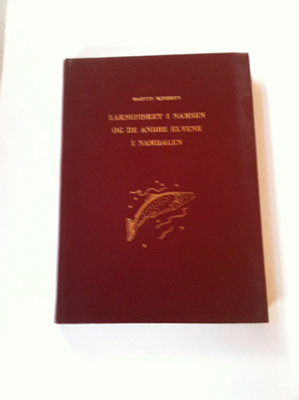 LAKSEFISKET I NAMSEN
OG DE ANDRE ELVENE
I NAMDALEN